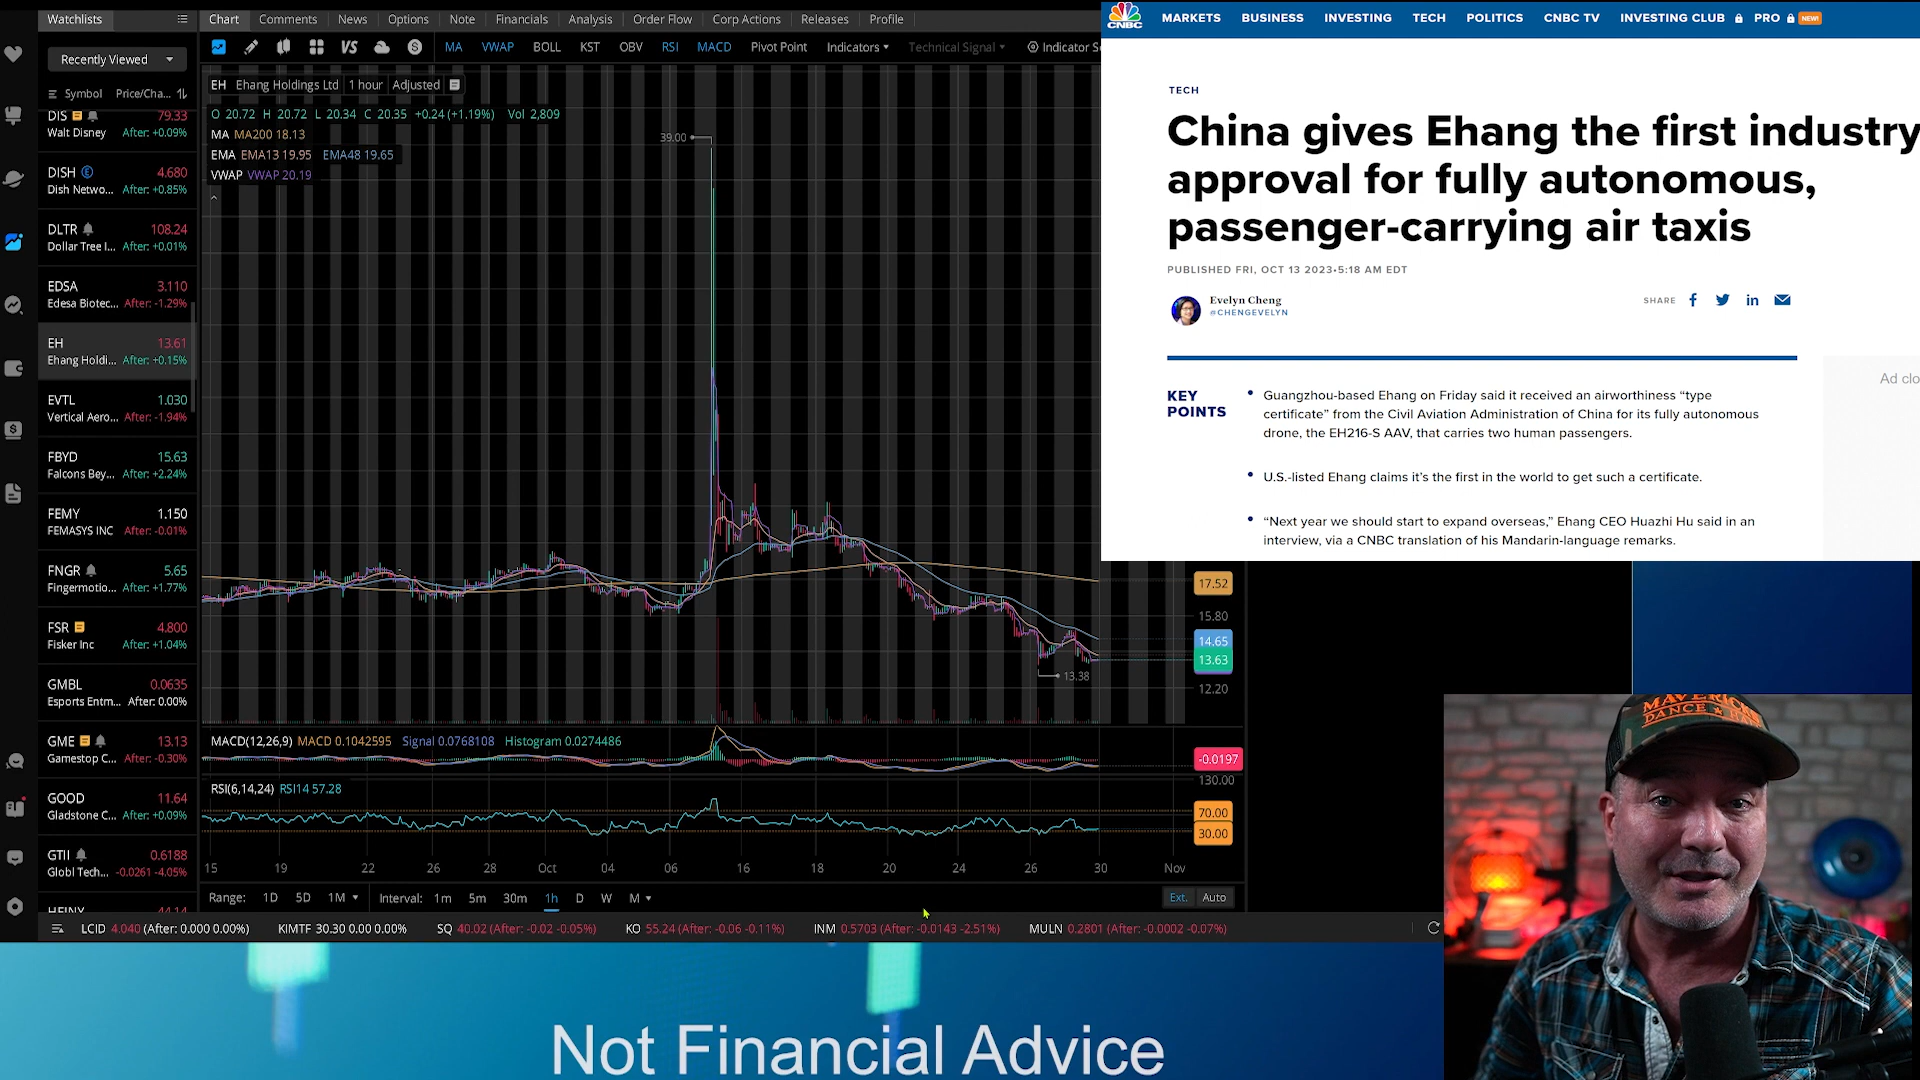 Watchlists
Chart Comments News Options Note Financials Analysis Order Flow Corp Actions Releases Profile
CNBC MARKETS BUSINESS INVESTING TECH POLITICS CNBC TV INVESTING CLUB PRO NEW!
Recently Viewed
VS S MA VWAP BOLL KST OBV RSI MACD Pivot Point Indicators Technical Signal Indicator S
Symbol Price/Cha...
DIS 79.33
Walt Disney After: +0.09%
DISH E 4.680
Dish Netwo... After: +0.85%
DLTR 108.24
Dollar Tree I... After: +0.01%
EDSA 3.110
Edesa Biotec... After: -1.29%
EH 13.61
Ehang Holdi... After: +0.15%
EVTL 1.030
Vertical Aero... After: -1.94%
FBYD 15.63
Falcons Bey... After: +2.24%
FEMY 1.150
FEMASYS INC After: -0.01%
FNGR 5.65
Fingermotio... After: +1.77%
FSR 4.800
Fisker Inc After: +1.04%
GMBL 0.0635
Esports Entm... After: 0.00%
GME 13.13
Gamestop C... After: -0.30%
GOOD 11.64
Gladstone C... After: +0.09%
GTII 0.6188
Globl Tech... -0.0261 -4.05%
HEINY 44.14
EH Ehang Holdings Ltd 1 hour Adjusted
O 20.72 H 20.72 L 20.34 C 20.35 +0.24 (+1.19%) Vol 2,809
MA MA200 18.13
EMA EMA13 19.95 EMA48 19.65
VWAP VWAP 20.19
39.00
13.38
17.52
15.80
14.65
13.63
12.20
MACD(12,26,9) MACD 0.1042595 Signal 0.0768108 Histogram 0.0274486
-0.0197
130.00
RSI(6,14,24) RSI14 57.28
70.00
30.00
15 19 22 26 28 Oct 04 06 16 18 20 24 26 30 Nov
Range: 1D 5D 1M Interval: 1m 5m 30m 1h D W M Ext. Auto
LCID 4.040 (After: 0.000 0.00%) KIMTF 30.30 0.00 0.00% SQ 40.02 (After: -0.02 -0.05%) KO 55.24 (After: -0.06 -0.11%) INM 0.5703 (After: -0.0143 -2.51%) MULN 0.2801 (After: -0.0002 -0.07%)
TECH
China gives Ehang the first industry
approval for fully autonomous,
passenger-carrying air taxis
PUBLISHED FRI, OCT 13 2023•5:18 AM EDT
Evelyn Cheng
@CHENGEVELYN
SHARE
Ad clo
KEY
POINTS
• Guangzhou-based Ehang on Friday said it received an airworthiness “type
certificate” from the Civil Aviation Administration of China for its fully autonomous
drone, the EH216-S AAV, that carries two human passengers.
• U.S.-listed Ehang claims it’s the first in the world to get such a certificate.
• “Next year we should start to expand overseas,” Ehang CEO Huazhi Hu said in an
interview, via a CNBC translation of his Mandarin-language remarks.
MAVERICKS
DANCE ★ HALL
Not Financial Advice